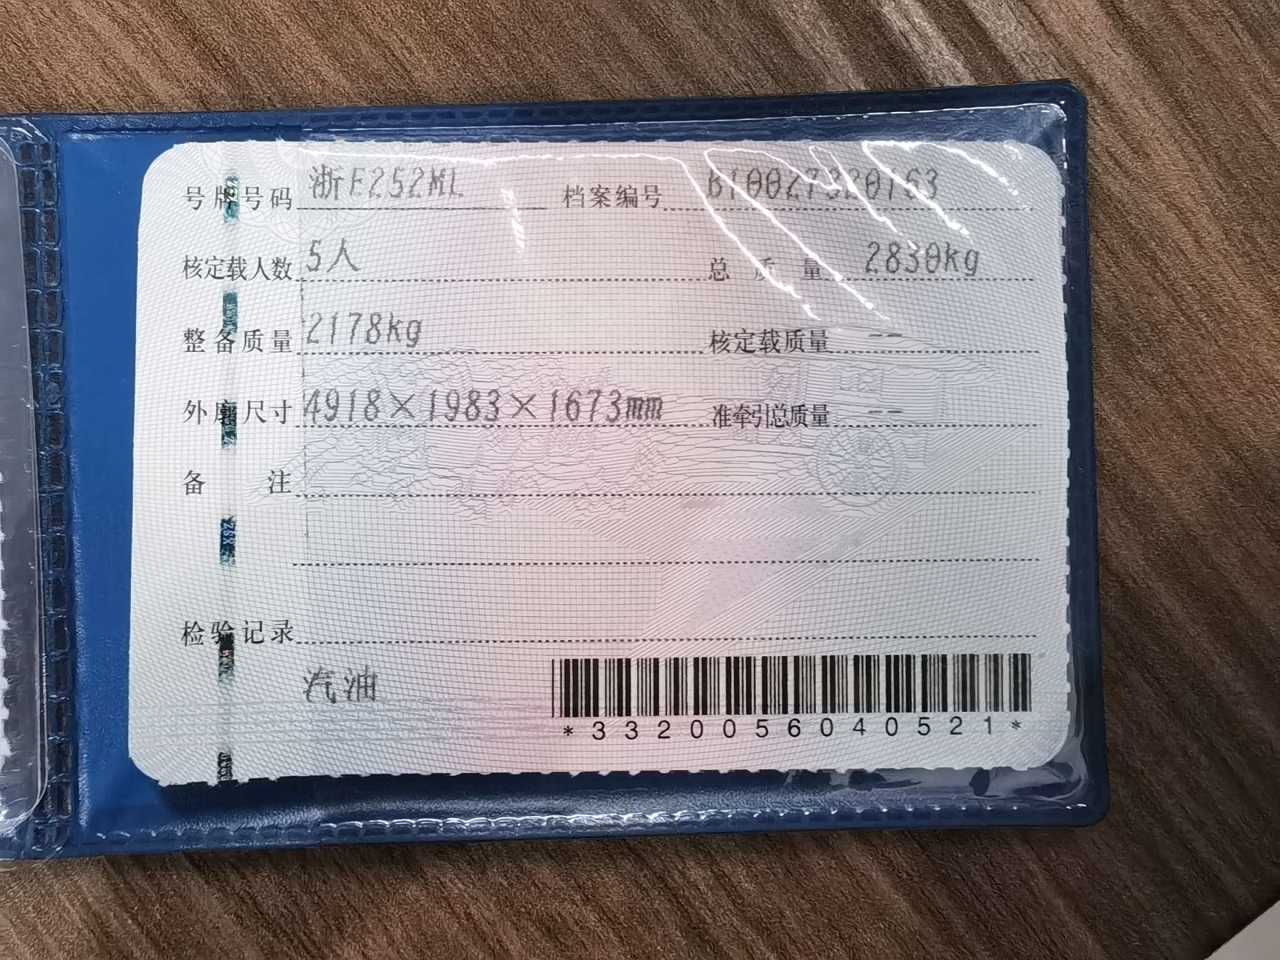 号牌号码 浙E252ML 档案编号
核定载人数 5人 总质量 2830kg
整备质量 2178kg 核定载质量 --
外廓尺寸 4918×1983×1673mm 准牵引总质量 --
备注
检验记录
汽油
*3320056040521*